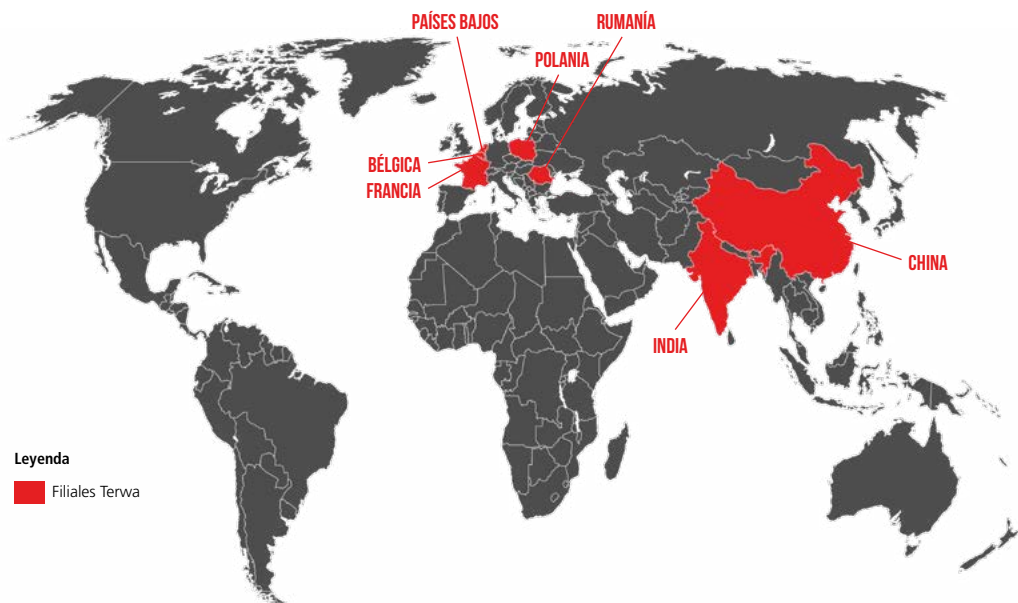 PAÍSES BAJOS
RUMANÍA
POLANIA
BÉLGICA
FRANCIA
CHINA
INDIA
Leyenda
Filiales Terwa